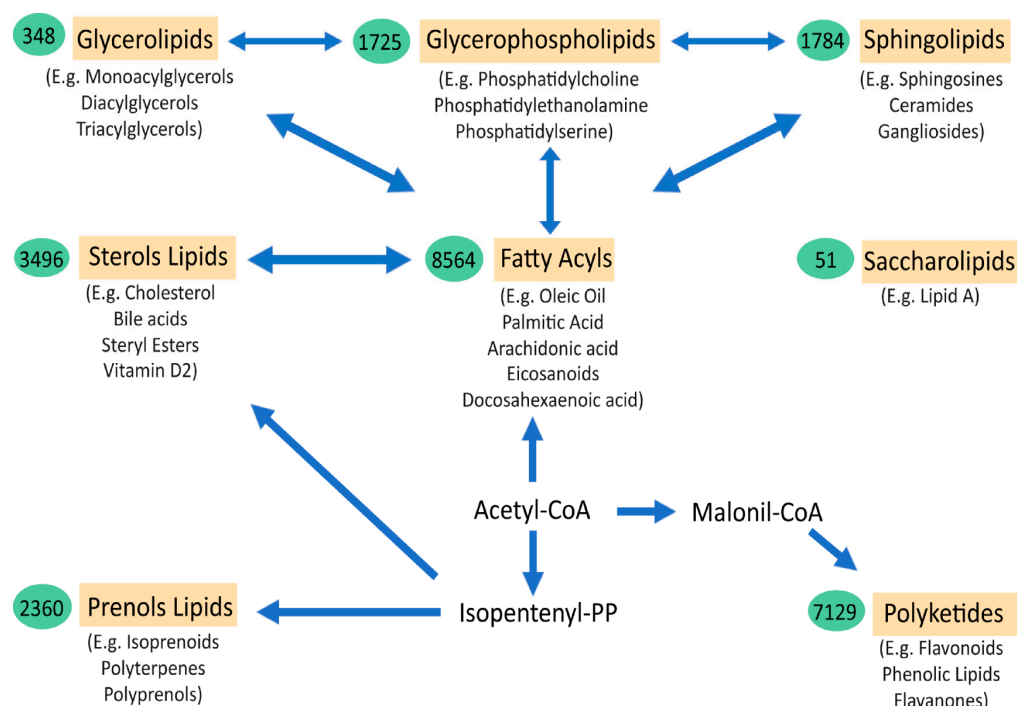 348 Glycerolipids
(E.g. Monoacylglycerols
Diacylglycerols
Triacylglycerols)
1725 Glycerophospholipids
(E.g. Phosphatidylcholine
Phosphatidylethanolamine
Phosphatidylserine)
1784 Sphingolipids
(E.g. Sphingosines
Ceramides
Gangliosides)
3496 Sterols Lipids
(E.g. Cholesterol
Bile acids
Steryl Esters
Vitamin D2)
8564 Fatty Acyls
(E.g. Oleic Oil
Palmitic Acid
Arachidonic acid
Eicosanoids
Docosahexaenoic acid)
51 Saccharolipids
(E.g. Lipid A)
Acetyl-CoA
Malonil-CoA
Isopentenyl-PP
2360 Prenols Lipids
(E.g. Isoprenoids
Polyterpenes
Polyprenols)
7129 Polyketides
(E.g. Flavonoids
Phenolic Lipids
Flavanones)